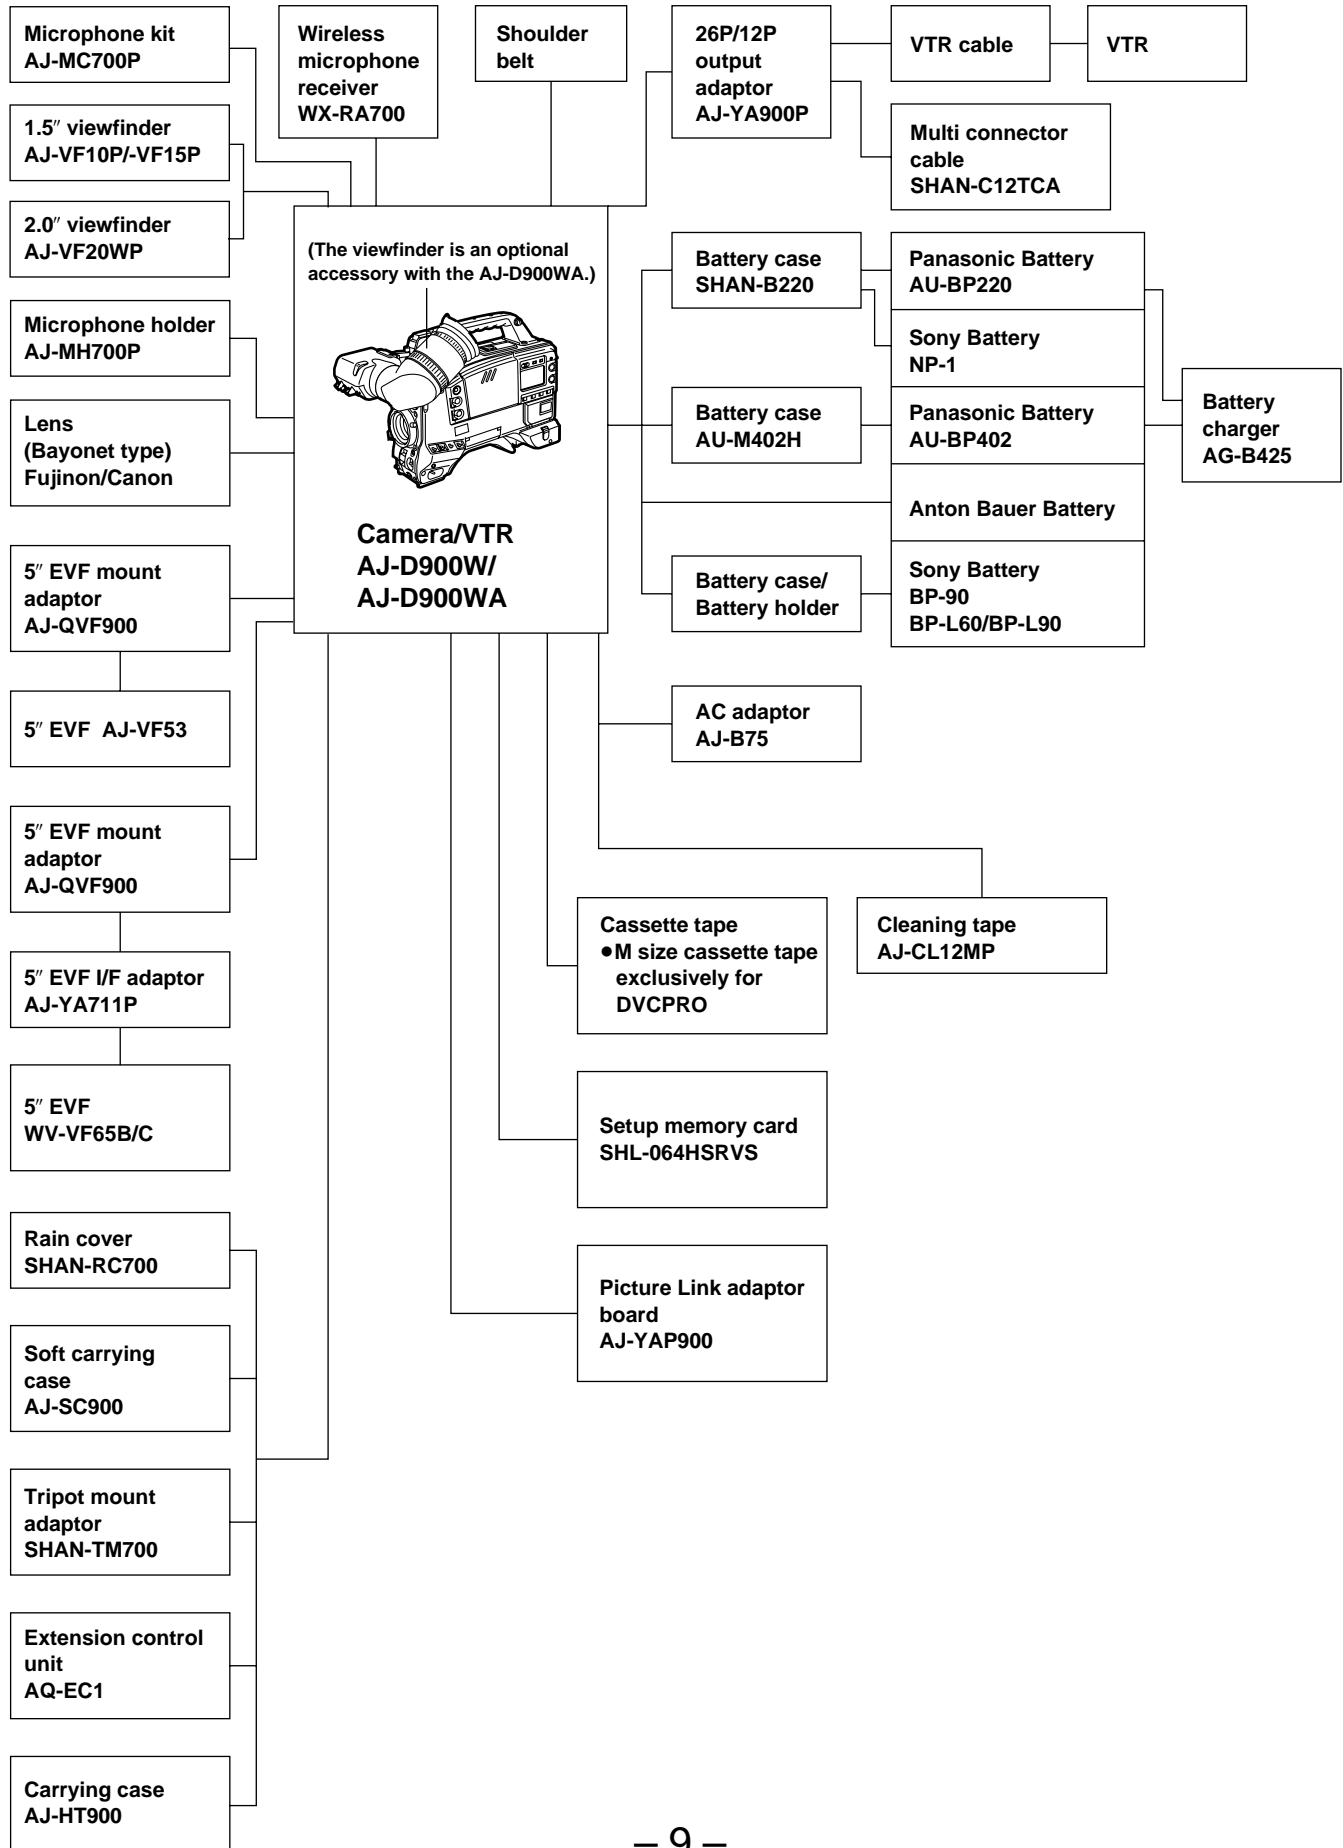 Microphone kit
AJ-MC700P
1.5″ viewfinder
AJ-VF10P/-VF15P
2.0″ viewfinder
AJ-VF20WP
Microphone holder
AJ-MH700P
Lens
(Bayonet type)
Fujinon/Canon
5″ EVF mount
adaptor
AJ-QVF900
5″ EVF AJ-VF53
5″ EVF mount
adaptor
AJ-QVF900
5″ EVF I/F adaptor
AJ-YA711P
5″ EVF
WV-VF65B/C
Rain cover
SHAN-RC700
Soft carrying
case
AJ-SC900
Tripot mount
adaptor
SHAN-TM700
Extension control
unit
AQ-EC1
Carrying case
AJ-HT900
Wireless
microphone
receiver
WX-RA700
Shoulder
belt
(The viewfinder is an optional
accessory with the AJ-D900WA.)
Camera/VTR
AJ-D900W/
AJ-D900WA
26P/12P
output
adaptor
AJ-YA900P
VTR cable
VTR
Multi connector
cable
SHAN-C12TCA
Battery case
SHAN-B220
Panasonic Battery
AU-BP220
Sony Battery
NP-1
Battery case
AU-M402H
Panasonic Battery
AU-BP402
Anton Bauer Battery
Battery case/
Battery holder
Sony Battery
BP-90
BP-L60/BP-L90
Battery
charger
AG-B425
AC adaptor
AJ-B75
Cassette tape
●M size cassette tape
exclusively for
DVCPRO
Cleaning tape
AJ-CL12MP
Setup memory card
SHL-064HSRVS
Picture Link adaptor
board
AJ-YAP900
– 9 –